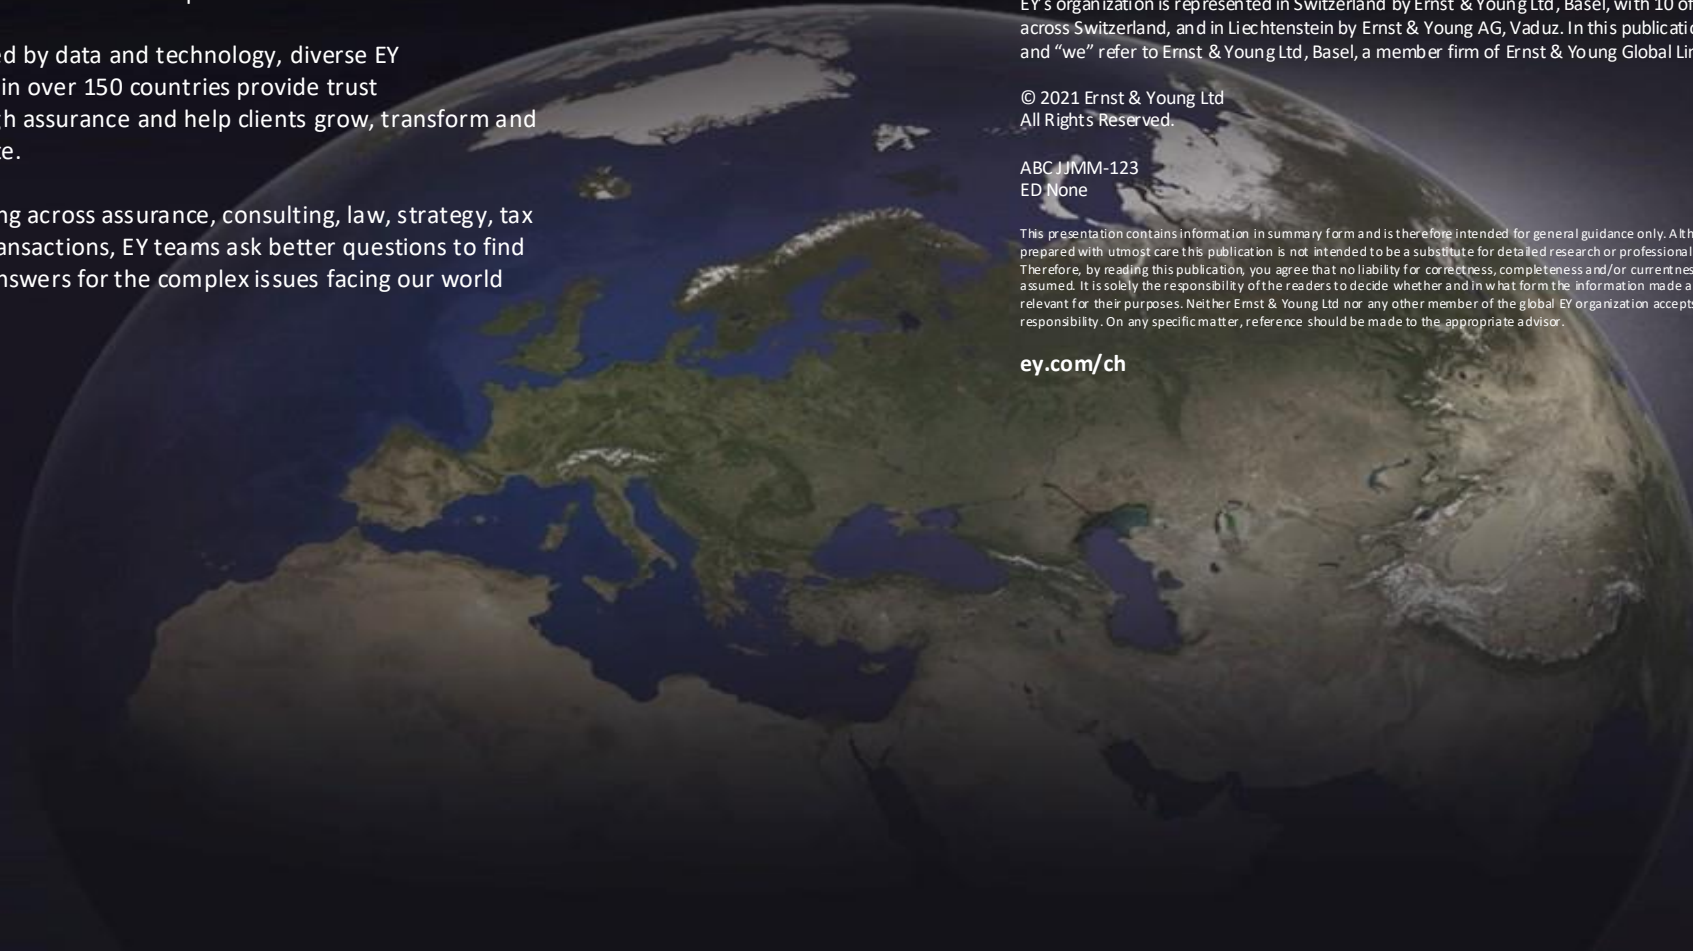 ed by data and technology, diverse EY
in over 150 countries provide trust
gh assurance and help clients grow, transform and
te.
ng across assurance, consulting, law, strategy, tax
ansactions, EY teams ask better questions to find
nswers for the complex issues facing our world
EY's organization is represented in Switzerland by Ernst & Young Ltd, Basel, with 10 of
across Switzerland, and in Liechtenstein by Ernst & Young AG, Vaduz. In this publicatio
and “we” refer to Ernst & Young Ltd, Basel, a member firm of Ernst & Young Global Lim
© 2021 Ernst & Young Ltd
All Rights Reserved.
ABC JJMM-123
ED None
This presentation contains information in summary form and is therefore intended for general guidance only. Alth
prepared with utmost care this publication is not intended to be a substitute for detailed research or professional
Therefore, by reading this publication, you agree that no liability for correctness, completeness and/or currentnes
assumed. It is solely the responsibility of the readers to decide whether and in what form the information made a
relevant for their purposes. Neither Ernst & Young Ltd nor any other member of the global EY organization accepts
responsibility. On any specific matter, reference should be made to the appropriate advisor.
ey.com/ch